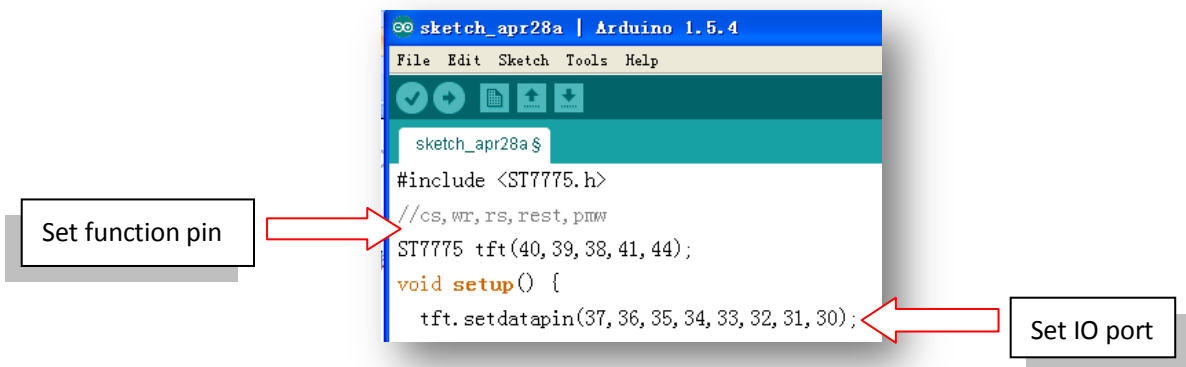 sketch_apr28a | Arduino 1.5.4
File Edit Sketch Tools Help
sketch_apr28a §
#include <ST7775.h>
//cs,wr,rs,rest,pmw
ST7775 tft(40,39,38,41,44);
void setup() {
tft.setdatapin(37,36,35,34,33,32,31,30);
Set function pin
Set IO port